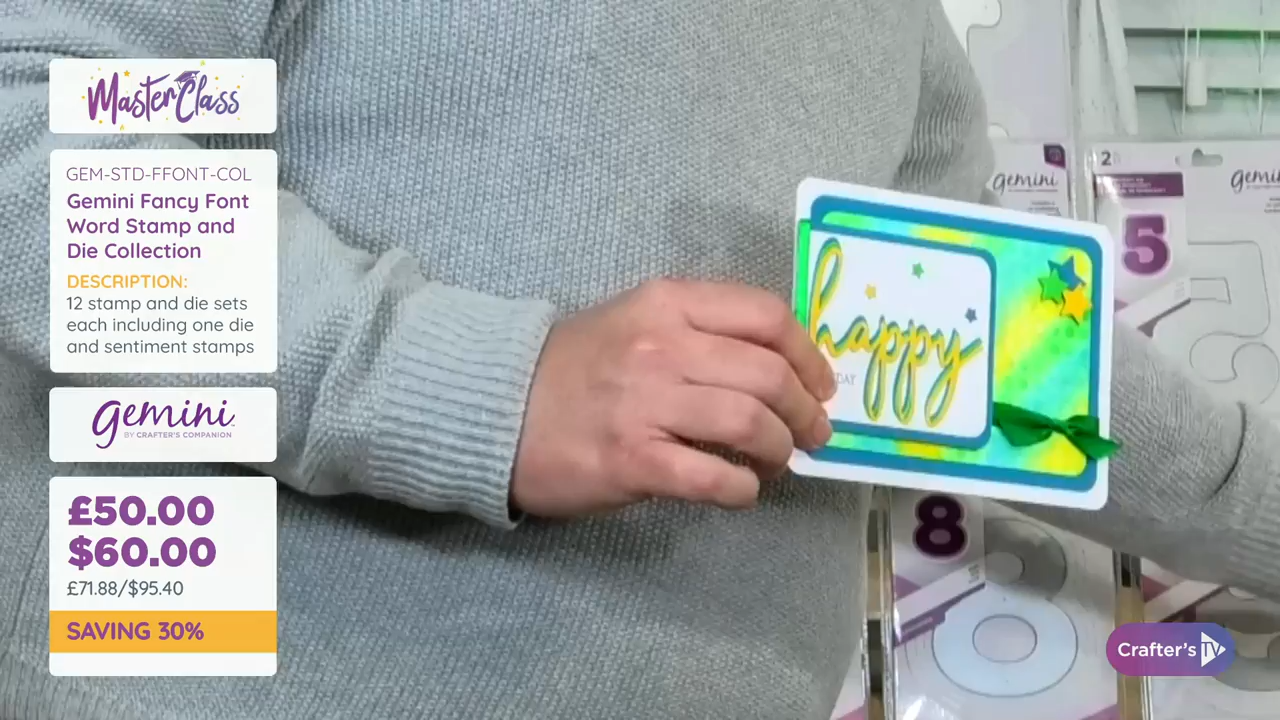 MasterClass
GEM-STD-FFONT-COL
Gemini Fancy Font
Word Stamp and
Die Collection
DESCRIPTION:
12 stamp and die sets
each including one die
and sentiment stamps
gemini
BY CRAFTER'S COMPANION
£50.00
$60.00
£71.88/$95.40
SAVING 30%
happy
DAY
gemini
2
gemini
5
8
Crafter's TV